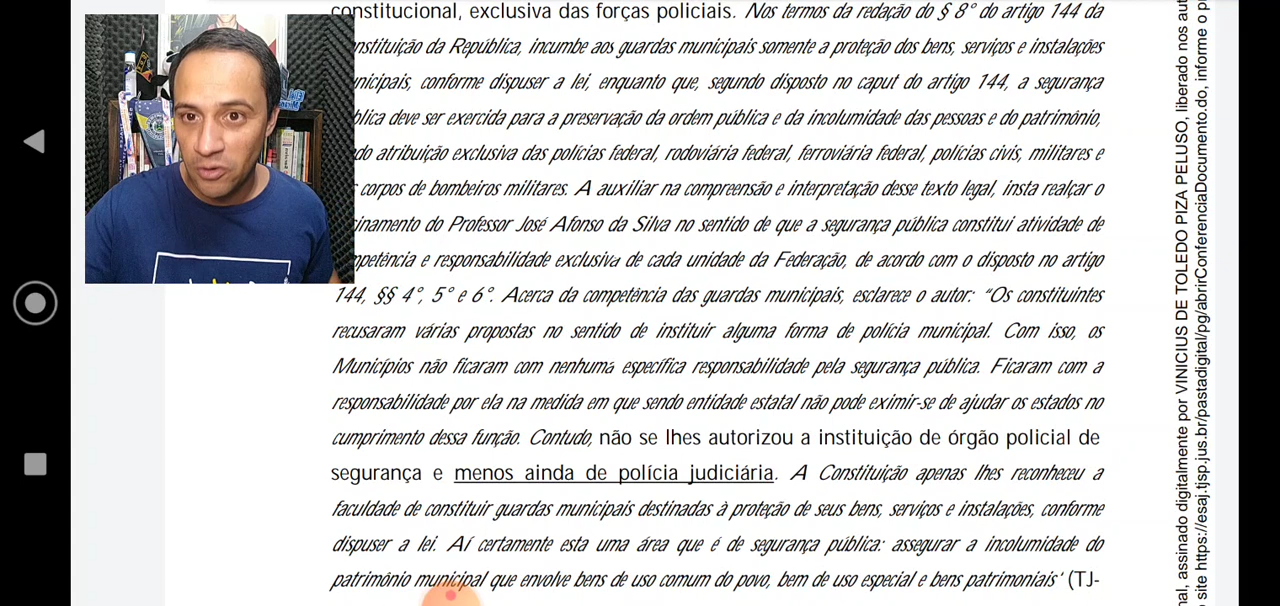 constitucional, exclusiva das forças policiais. Nos termos da redação do § 8° do artigo 144 da
nstituição da República, incumbe aos guardas municipais somente a proteção dos bens, serviços e instalações
nicipais, conforme dispuser a lei, enquanto que, segundo disposto no caput do artigo 144, a segurança
blica deve ser exercida para a preservação da ordem pública e da incolumidade das pessoas e do patrimônio,
do atribuição exclusiva das polícias federal, rodoviária federal, ferroviária federal, polícias civis, militares e
corpos de bombeiros militares. A auxiliar na compreensão e interpretação desse texto legal, insta realçar o
inamento do Professor José Afonso da Silva no sentido de que a segurança pública constitui atividade de
mpetência e responsabilidade exclusiva de cada unidade da Federação, de acordo com o disposto no artigo
144, §§ 4°, 5° e 6°. Acerca da competência das guardas municipais, esclarece o autor: “Os constituintes
recusaram várias propostas no sentido de instituir alguma forma de polícia municipal. Com isso, os
Municípios não ficaram com nenhuma específica responsabilidade pela segurança pública. Ficaram com a
responsabilidade por ela na medida em que sendo entidade estatal não pode eximir-se de ajudar os estados no
cumprimento dessa função. Contudo, não se lhes autorizou a instituição de órgão policial de
segurança e menos ainda de polícia judiciária. A Constituição apenas lhes reconheceu a
faculdade de constituir guardas municipais destinadas à proteção de seus bens, serviços e instalações, conforme
dispuser a lei. Aí certamente esta uma área que é de segurança pública: assegurar a incolumidade do
patrimônio municipal que envolve bens de uso comum do povo, bem de uso especial e bens patrimoniais’ (TJ-
nal, assinado digitalmente por VINICIUS DE TOLEDO PIZA PELUSO, liberado nos aut
site https://esaj.tjsp.jus.br/pastadigital/pg/abrirConferenciaDocumento.do, informe o p